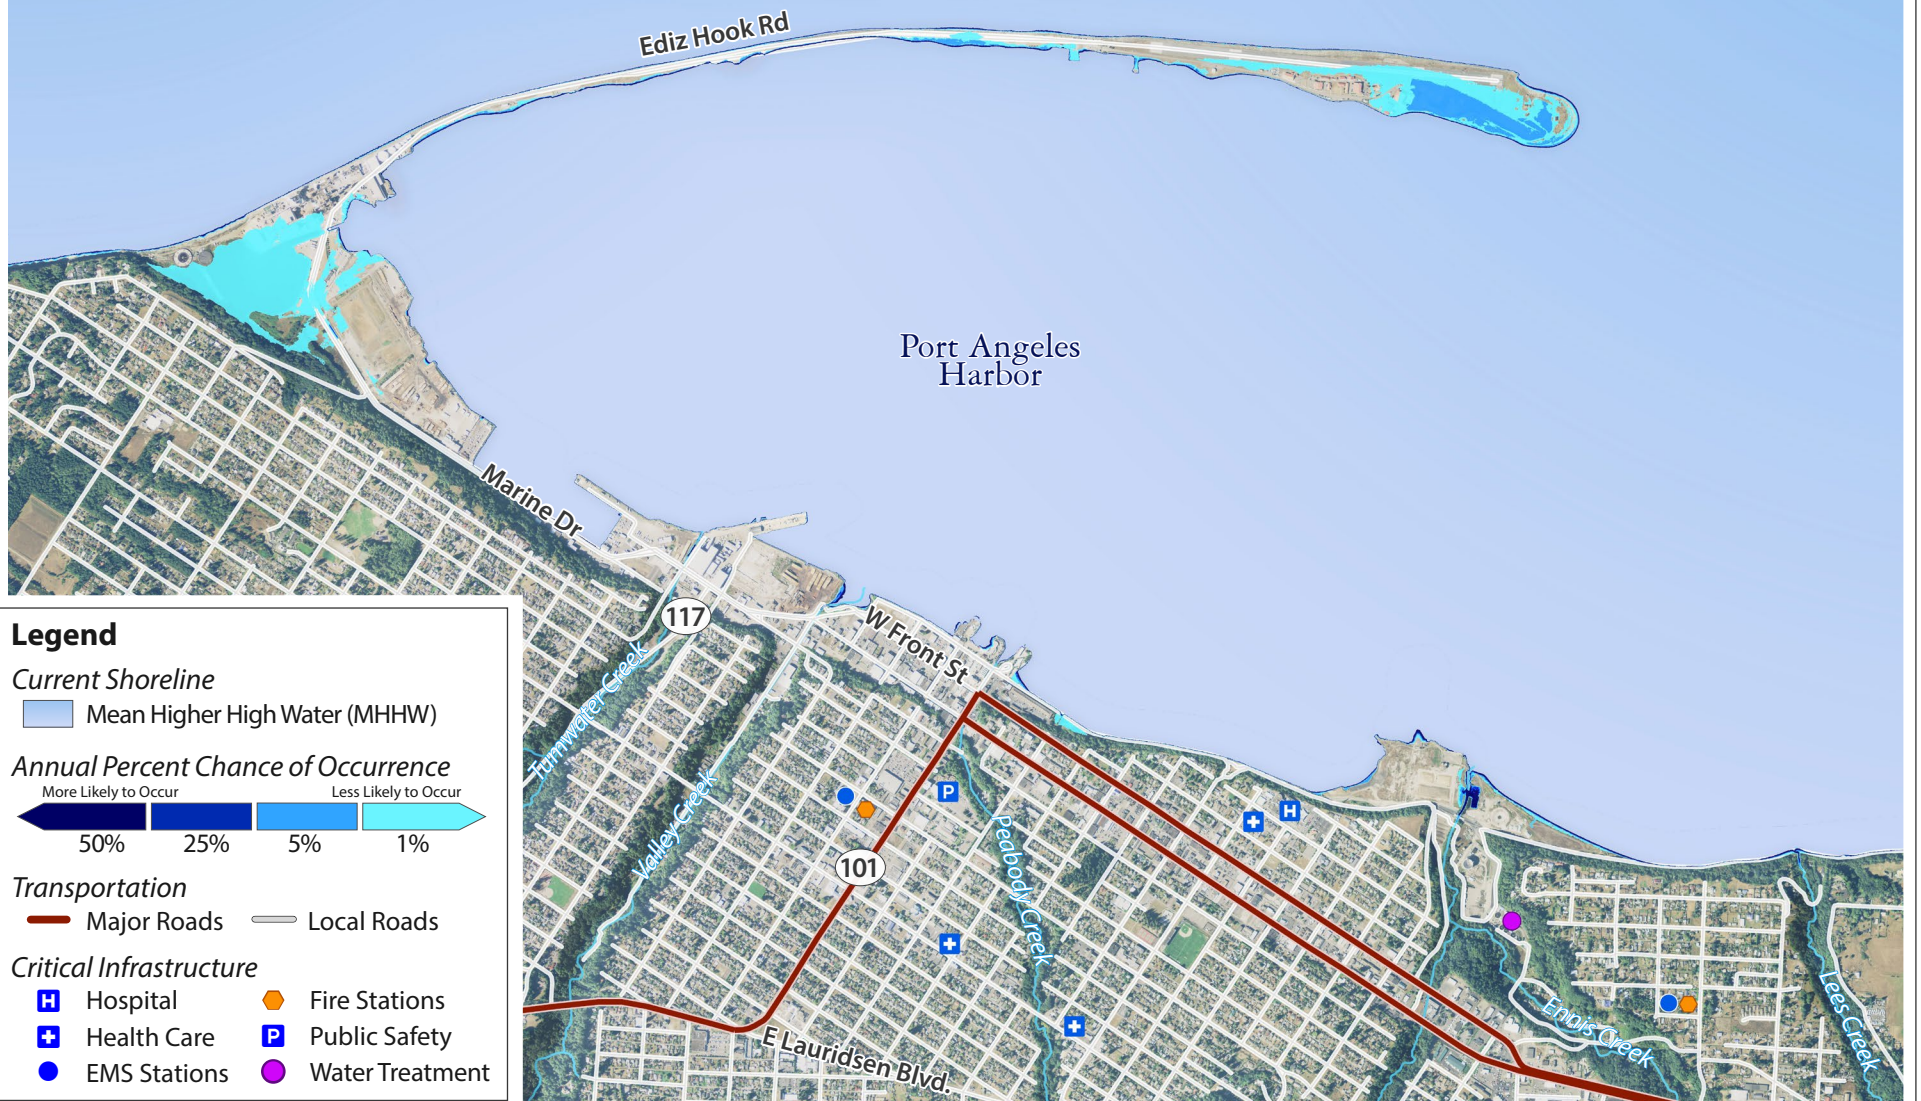 Ediz Hook Rd
Port Angeles
Harbor
Marine Dr
117
W Front St
Tumwater Creek
Valley Creek
P
H
101
Peabody Creek
Ennis Creek
Lees Creek
E Lauridsen Blvd.
Legend
Current Shoreline
Mean Higher High Water (MHHW)
Annual Percent Chance of Occurrence
More Likely to Occur Less Likely to Occur
50% 25% 5% 1%
Transportation
Major Roads Local Roads
Critical Infrastructure
H Hospital Fire Stations
Health Care P Public Safety
EMS Stations Water Treatment